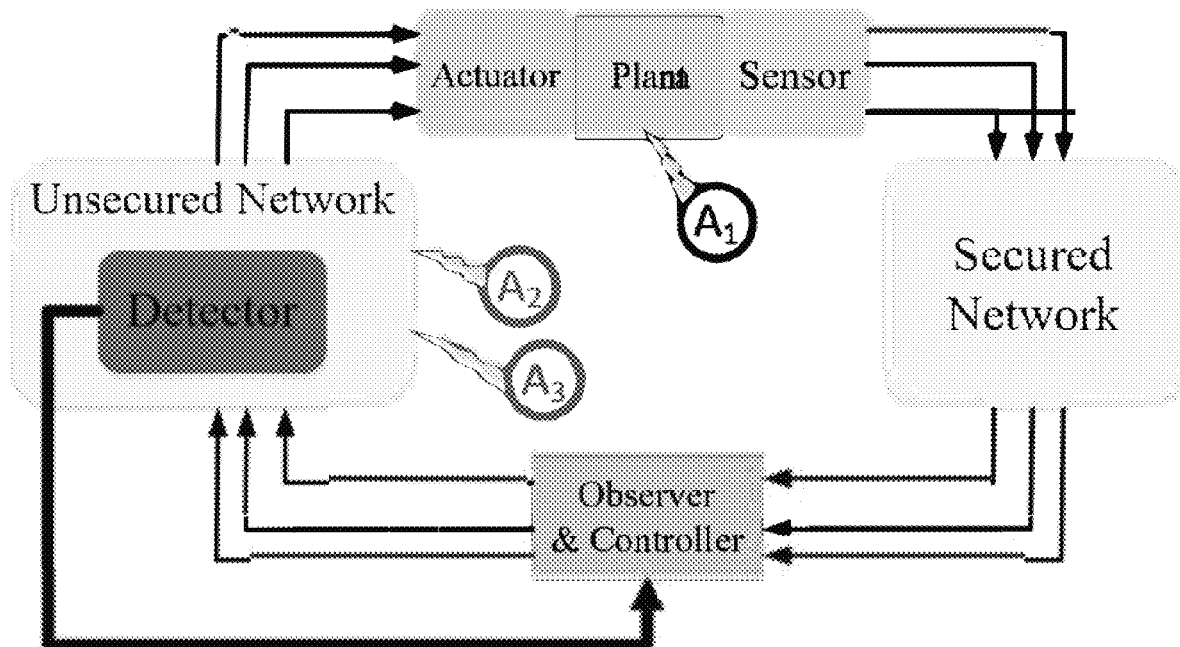 Actuator
Plant
Sensor
Unsecured Network
Detector
A₁
A₂
A₃
Secured
Network
Observer
& Controller